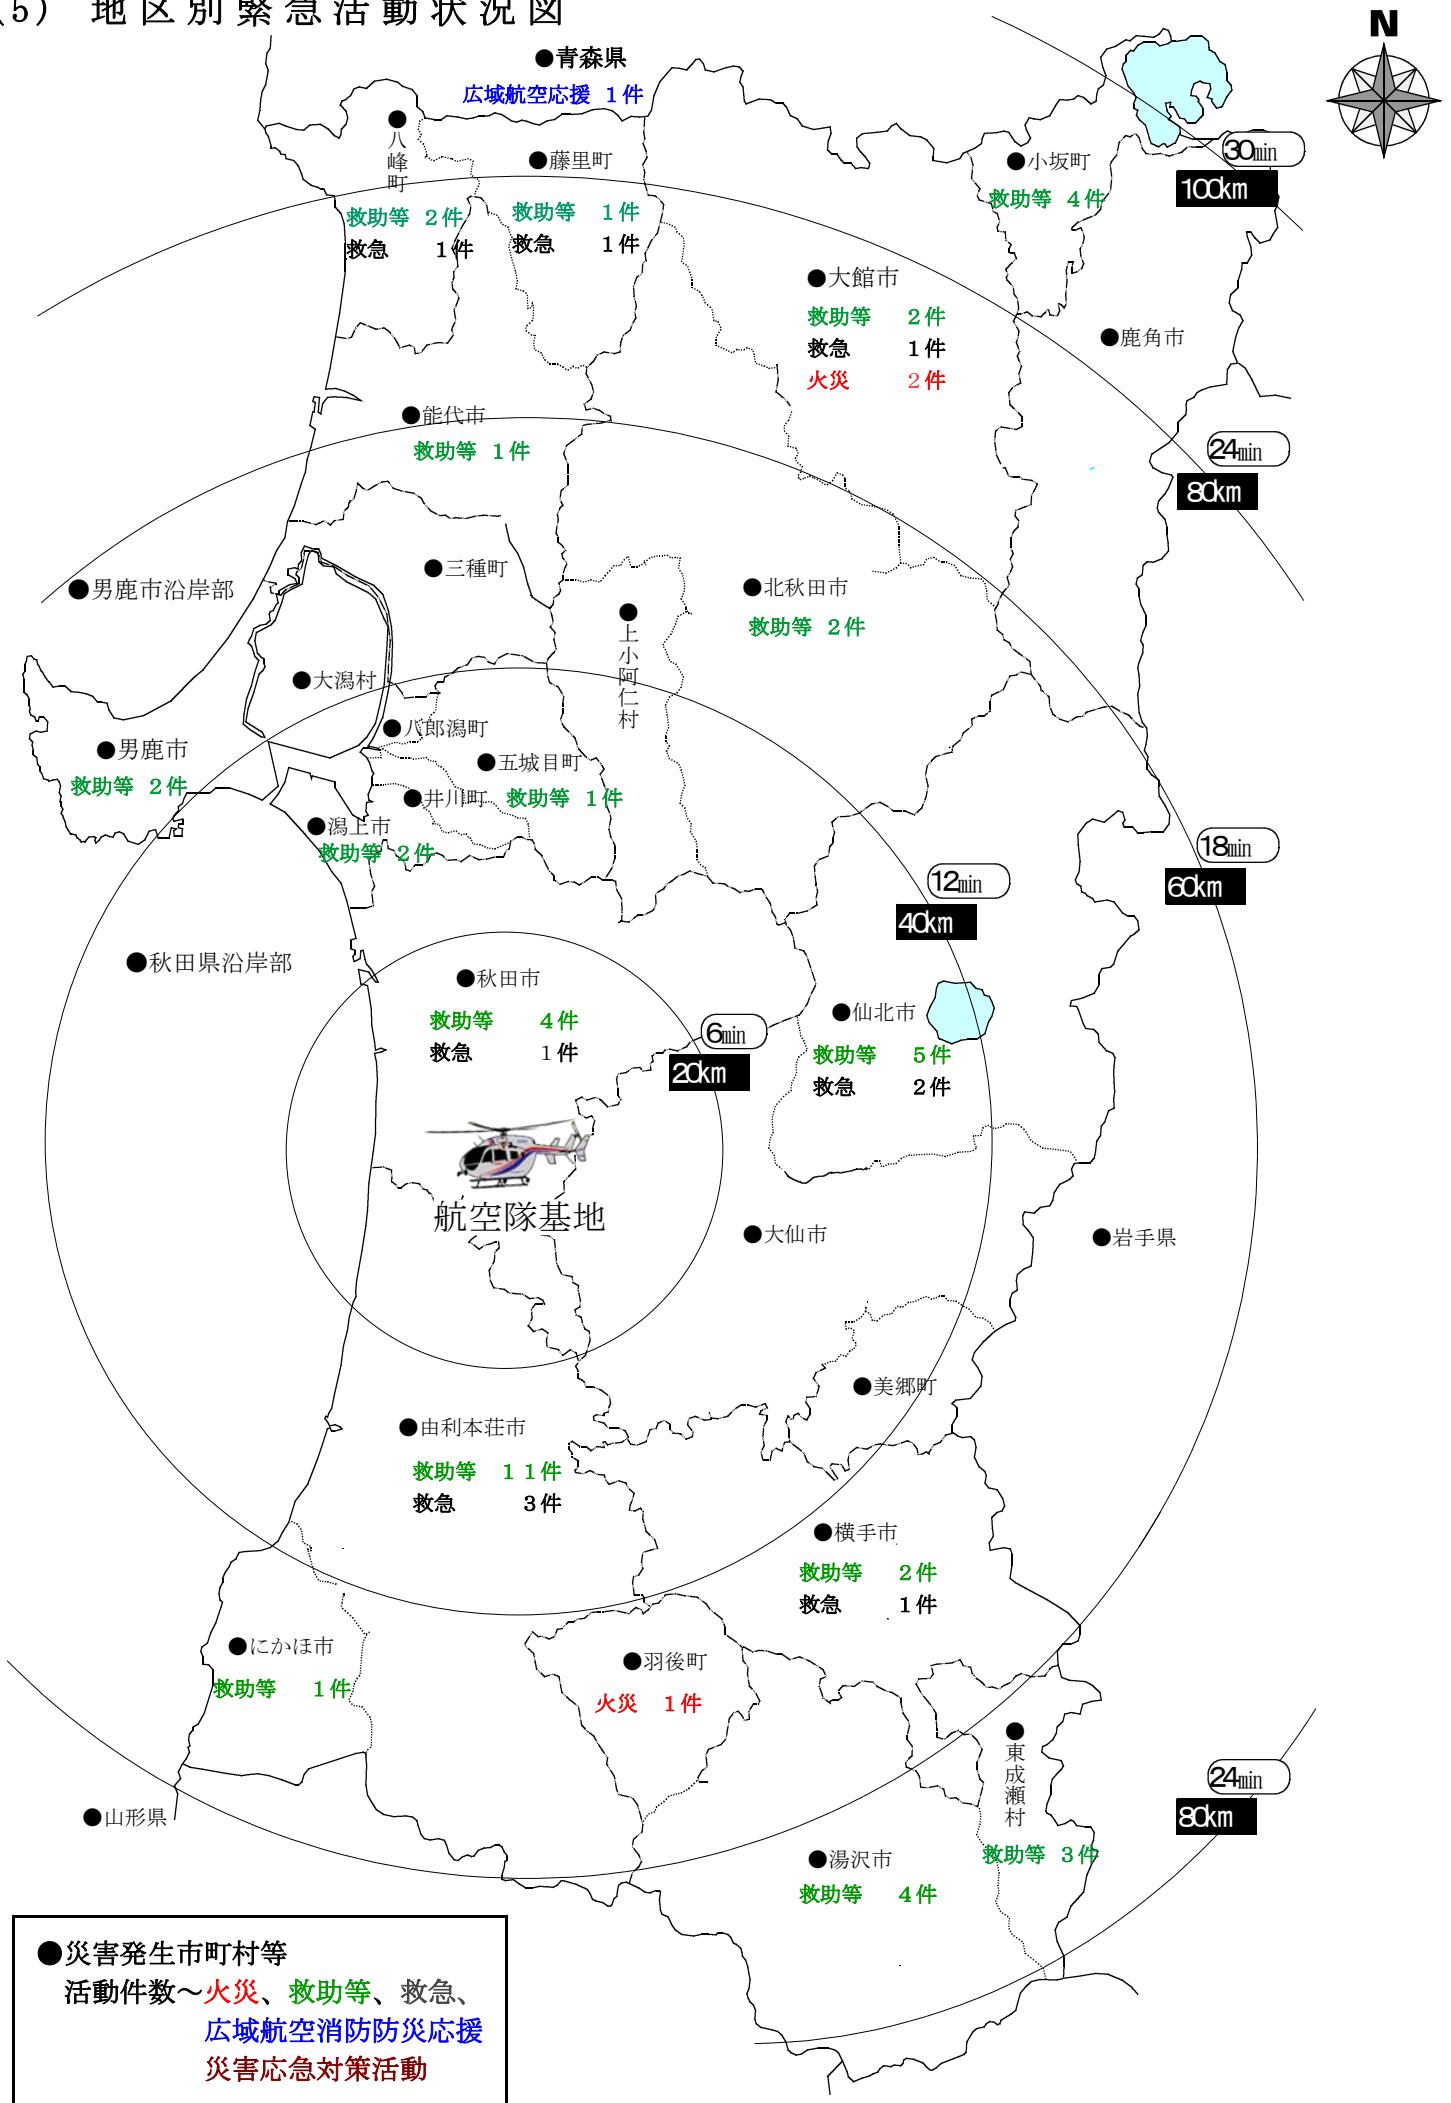 (5) 地区別緊急活動状況図
N
●青森県
広域航空応援 1件
●八峰町
救助等 2件
救急 1件
●藤里町
救助等 1件
救急 1件
●小坂町
救助等 4件
30min
100km
●大館市
救助等 2件
救急 1件
火災 2件
●鹿角市
●能代市
救助等 1件
24min
80km
●男鹿市沿岸部
●三種町
●上小阿仁村
●北秋田市
救助等 2件
●大潟村
●八郎潟町
●男鹿市
救助等 2件
●五城目町
救助等 1件
●井川町
●潟上市
救助等 2件
18min
60km
12min
40km
●秋田県沿岸部
●秋田市
救助等 4件
救急 1件
6min
20km
●仙北市
救助等 5件
救急 2件
航空隊基地
●大仙市
●岩手県
●美郷町
●由利本荘市
救助等 11件
救急 3件
●横手市
救助等 2件
救急 1件
●にかほ市
救助等 1件
●羽後町
火災 1件
●東成瀬村
救助等 3件
24min
80km
●山形県
●湯沢市
救助等 4件
●災害発生市町村等
活動件数～火災、救助等、救急、
広域航空消防防災応援
災害応急対策活動